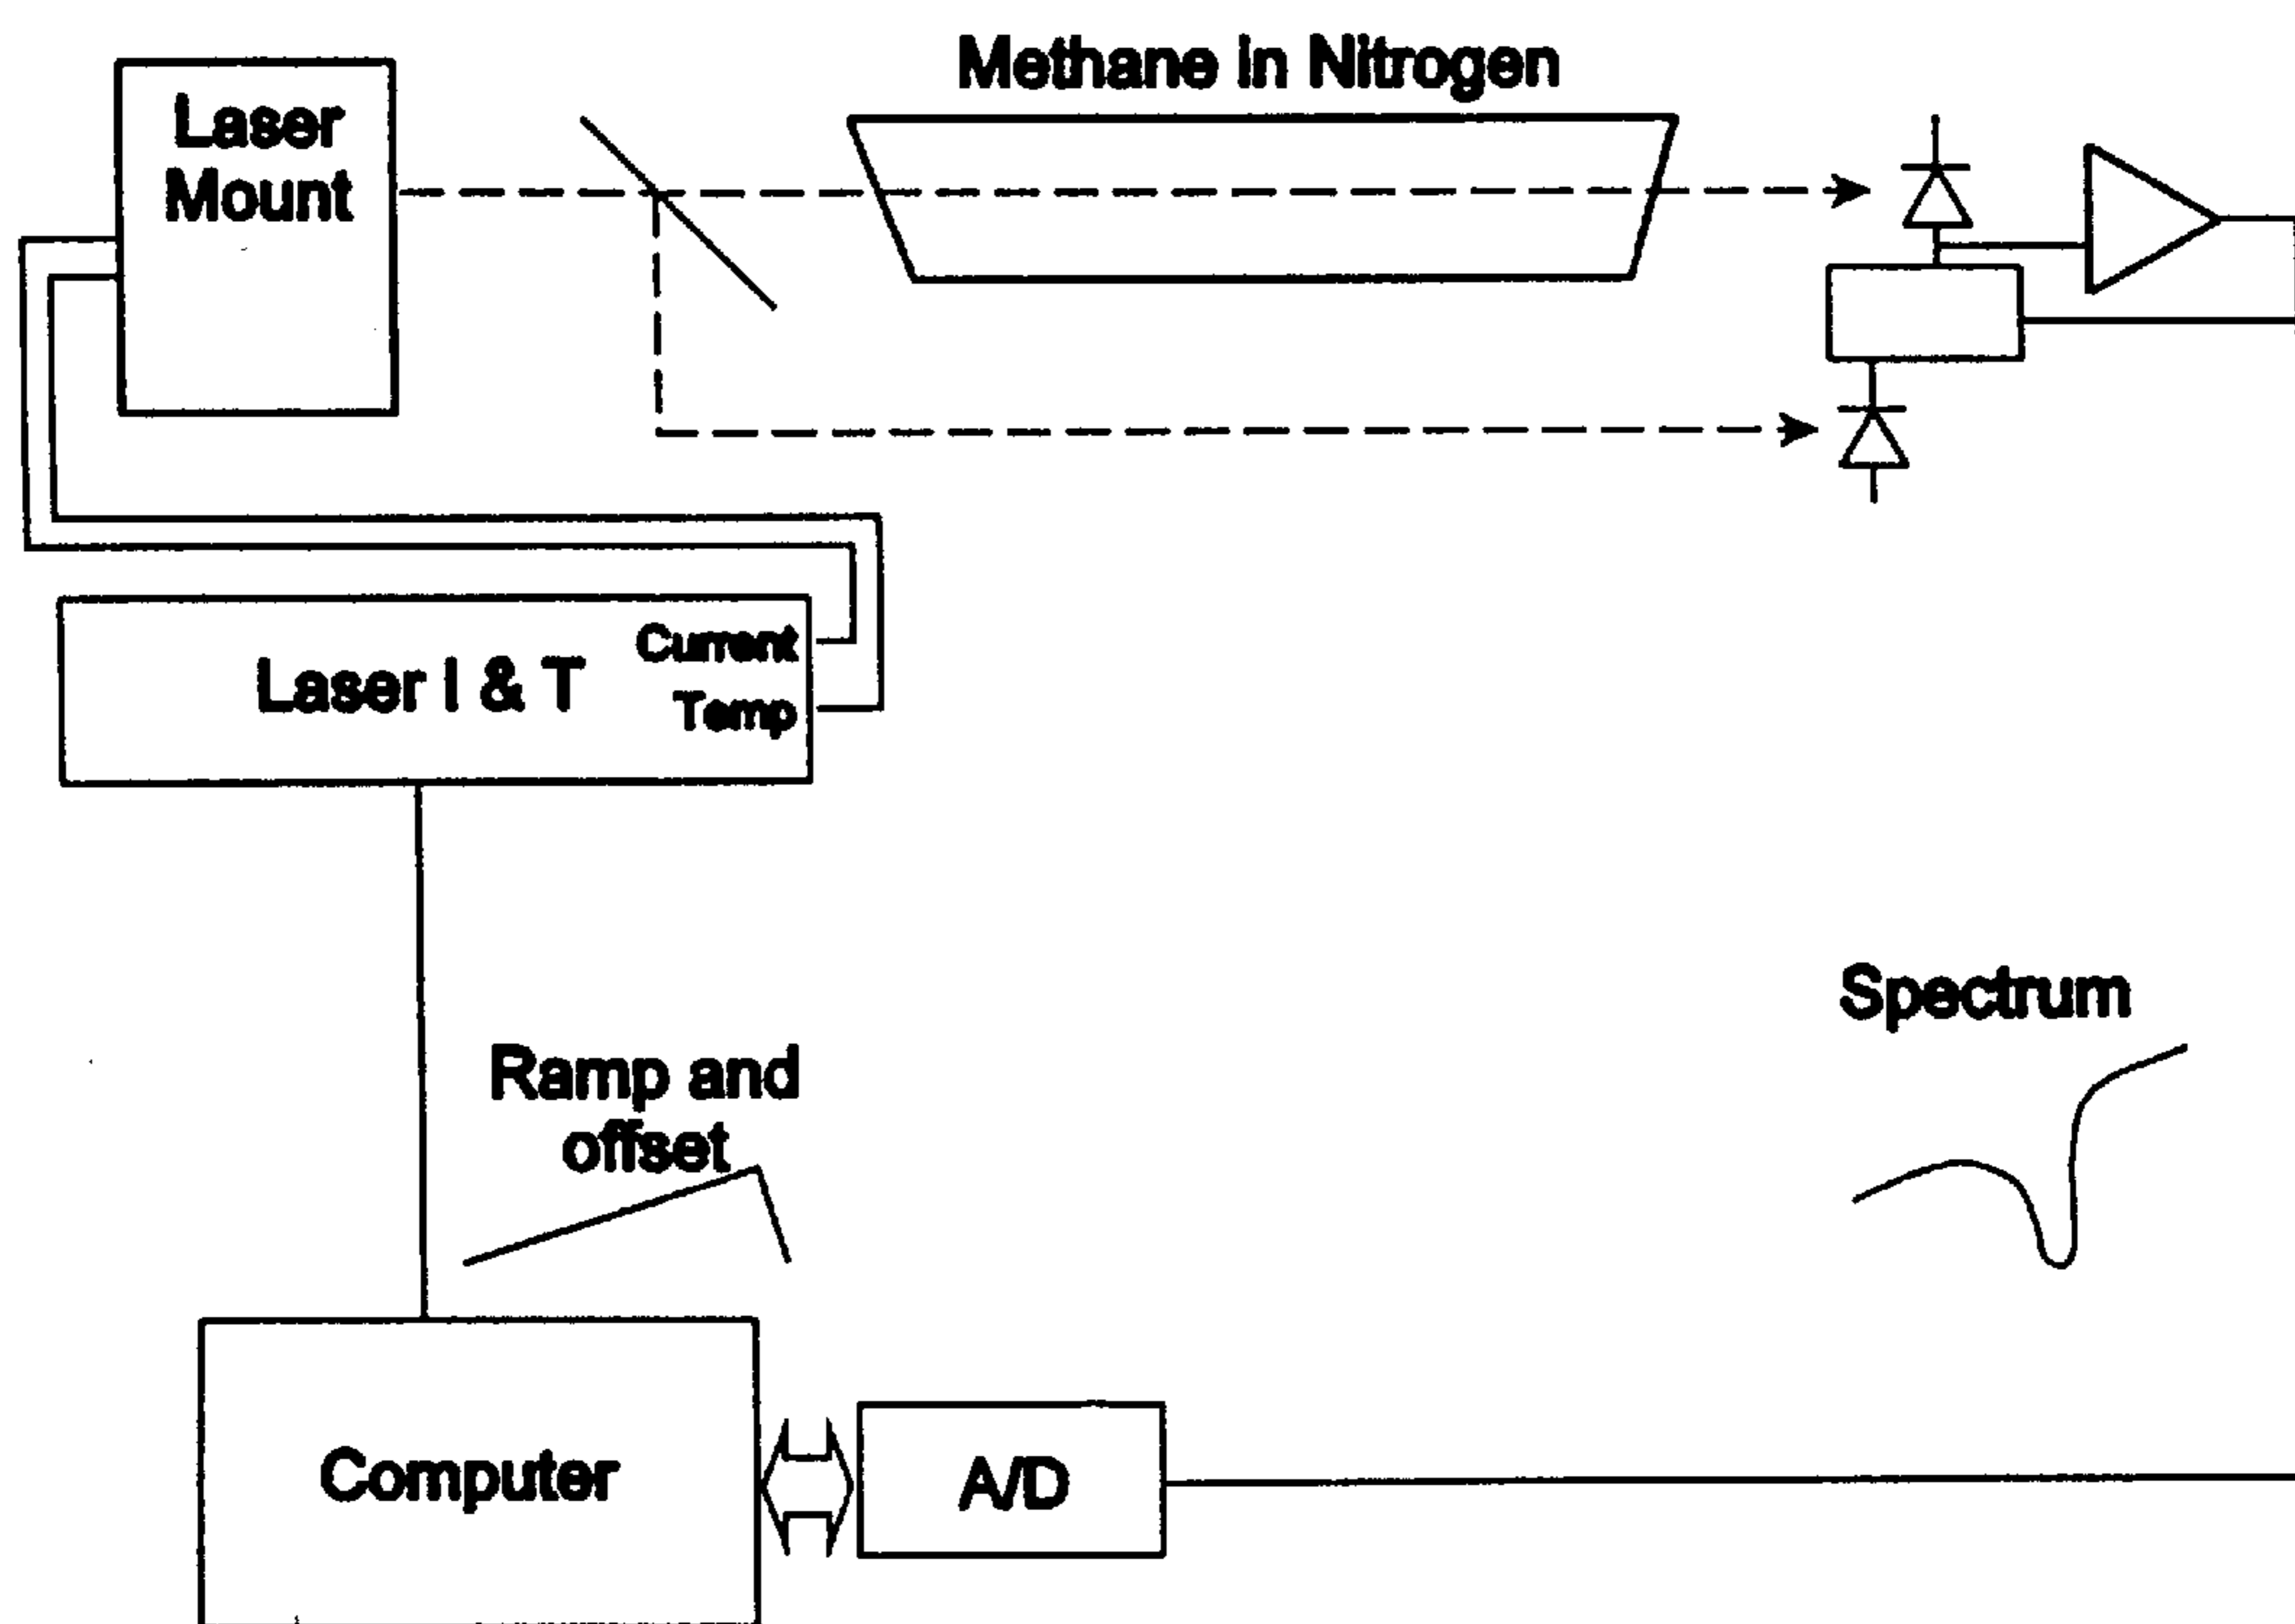 Methane in Nitrogen
Laser
Mount
Current
Laser I & T
Temp
Spectrum
Ramp and
offset
Computer
A/D